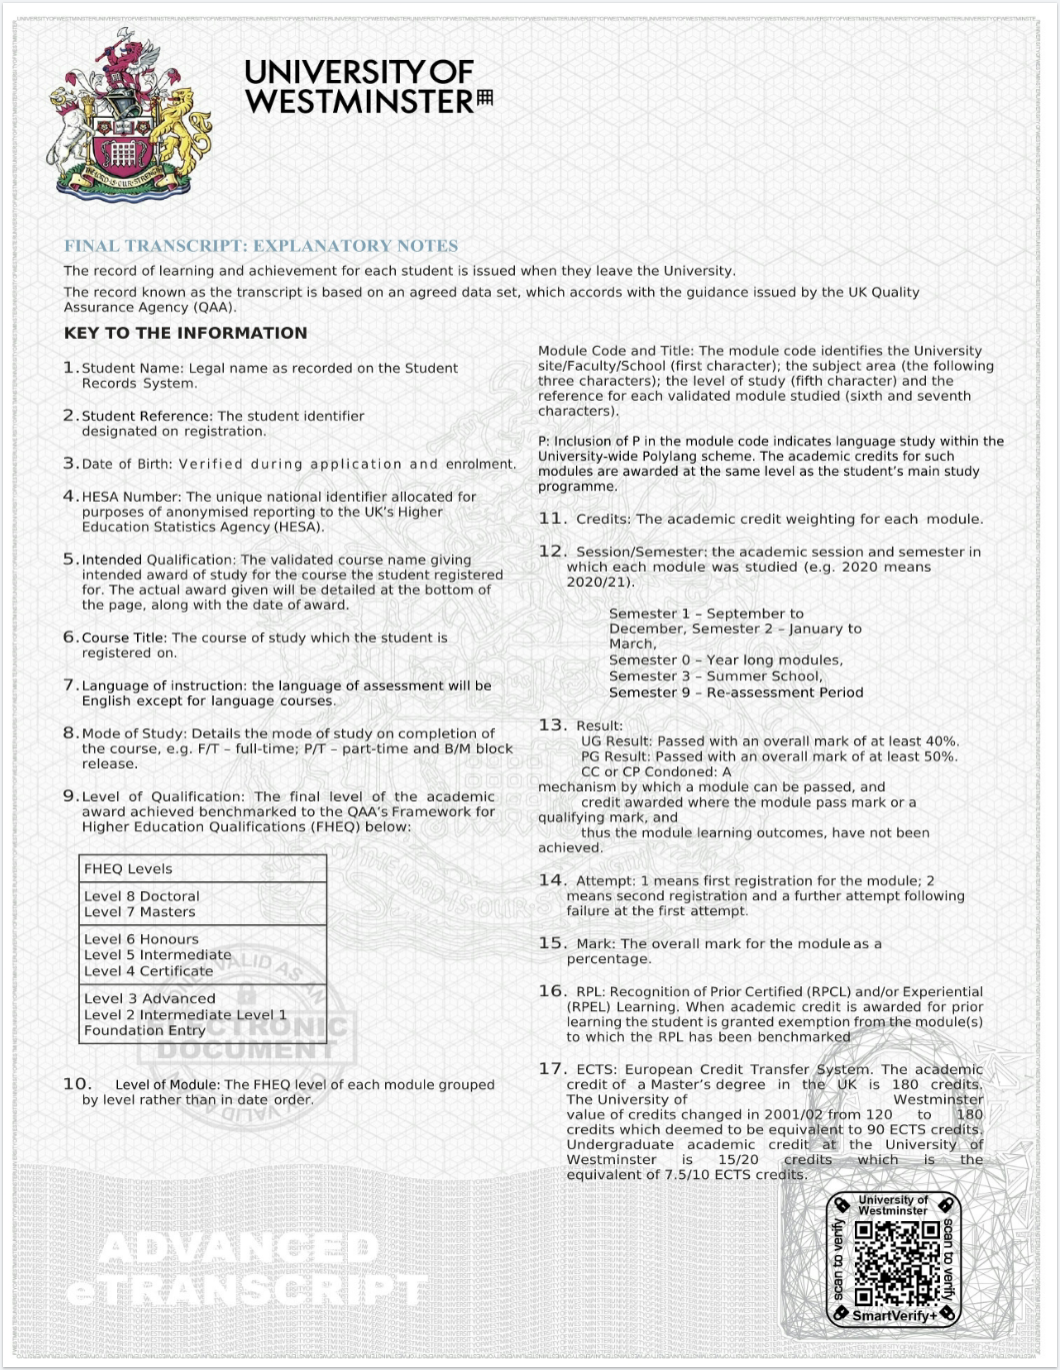 UNIVERSITY OF
WESTMINSTER
THE LORD IS OUR STRENGTH
FINAL TRANSCRIPT: EXPLANATORY NOTES
The record of learning and achievement for each student is issued when they leave the University.
The record known as the transcript is based on an agreed data set, which accords with the guidance issued by the UK Quality
Assurance Agency (QAA).
KEY TO THE INFORMATION
1. Student Name: Legal name as recorded on the Student
Records System.
2. Student Reference: The student identifier
designated on registration.
3. Date of Birth: Verified during application and enrolment.
4. HESA Number: The unique national identifier allocated for
purposes of anonymised reporting to the UK's Higher
Education Statistics Agency (HESA).
5. Intended Qualification: The validated course name giving
intended award of study for the course the student registered
for. The actual award given will be detailed at the bottom of
the page, along with the date of award.
6. Course Title: The course of study which the student is
registered on.
7. Language of instruction: the language of assessment will be
English except for language courses.
8. Mode of Study: Details the mode of study on completion of
the course, e.g. F/T – full-time; P/T – part-time and B/M block
release.
9. Level of Qualification: The final level of the academic
award achieved benchmarked to the QAA's Framework for
Higher Education Qualifications (FHEQ) below:
FHEQ Levels
Level 8 Doctoral
Level 7 Masters
Level 6 Honours
Level 5 Intermediate
Level 4 Certificate
Level 3 Advanced
Level 2 Intermediate Level 1
Foundation Entry
10. Level of Module: The FHEQ level of each module grouped
by level rather than in date order.
Module Code and Title: The module code identifies the University
site/Faculty/School (first character); the subject area (the following
three characters); the level of study (fifth character) and the
reference for each validated module studied (sixth and seventh
characters).
P: Inclusion of P in the module code indicates language study within the
University-wide Polylang scheme. The academic credits for such
modules are awarded at the same level as the student's main study
programme.
11. Credits: The academic credit weighting for each module.
12. Session/Semester: the academic session and semester in
which each module was studied (e.g. 2020 means
2020/21).
Semester 1 – September to
December, Semester 2 – January to
March,
Semester 0 – Year long modules,
Semester 3 – Summer School,
Semester 9 – Re-assessment Period
13. Result:
UG Result: Passed with an overall mark of at least 40%.
PG Result: Passed with an overall mark of at least 50%.
CC or CP Condoned: A
mechanism by which a module can be passed, and
credit awarded where the module pass mark or a
qualifying mark, and
thus the module learning outcomes, have not been
achieved.
14. Attempt: 1 means first registration for the module; 2
means second registration and a further attempt following
failure at the first attempt.
15. Mark: The overall mark for the module as a
percentage.
16. RPL: Recognition of Prior Certified (RPCL) and/or Experiential
(RPEL) Learning. When academic credit is awarded for prior
learning the student is granted exemption from the module(s)
to which the RPL has been benchmarked
17. ECTS: European Credit Transfer System. The academic
credit of a Master's degree in the UK is 180 credits.
The University of Westminster
value of credits changed in 2001/02 from 120 to 180
credits which deemed to be equivalent to 90 ECTS credits.
Undergraduate academic credit at the University of
Westminster is 15/20 credits which is the
equivalent of 7.5/10 ECTS credits.
ONLY VALID AS AN
ELECTRONIC
DOCUMENT
ADVANCED
eTRANSCRIPT
University of
Westminster
scan to verify
scan to verify
SmartVerify+